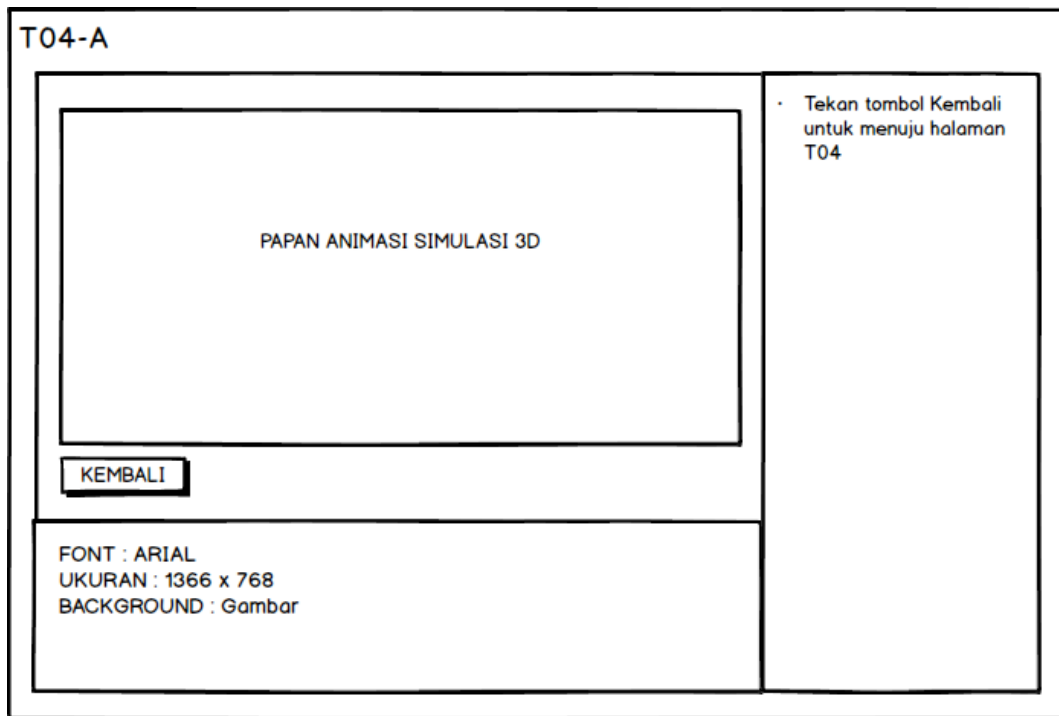 T04-A
PAPAN ANIMASI SIMULASI 3D
KEMBALI
· Tekan tombol Kembali
untuk menuju halaman
T04
FONT : ARIAL
UKURAN : 1366 x 768
BACKGROUND : Gambar